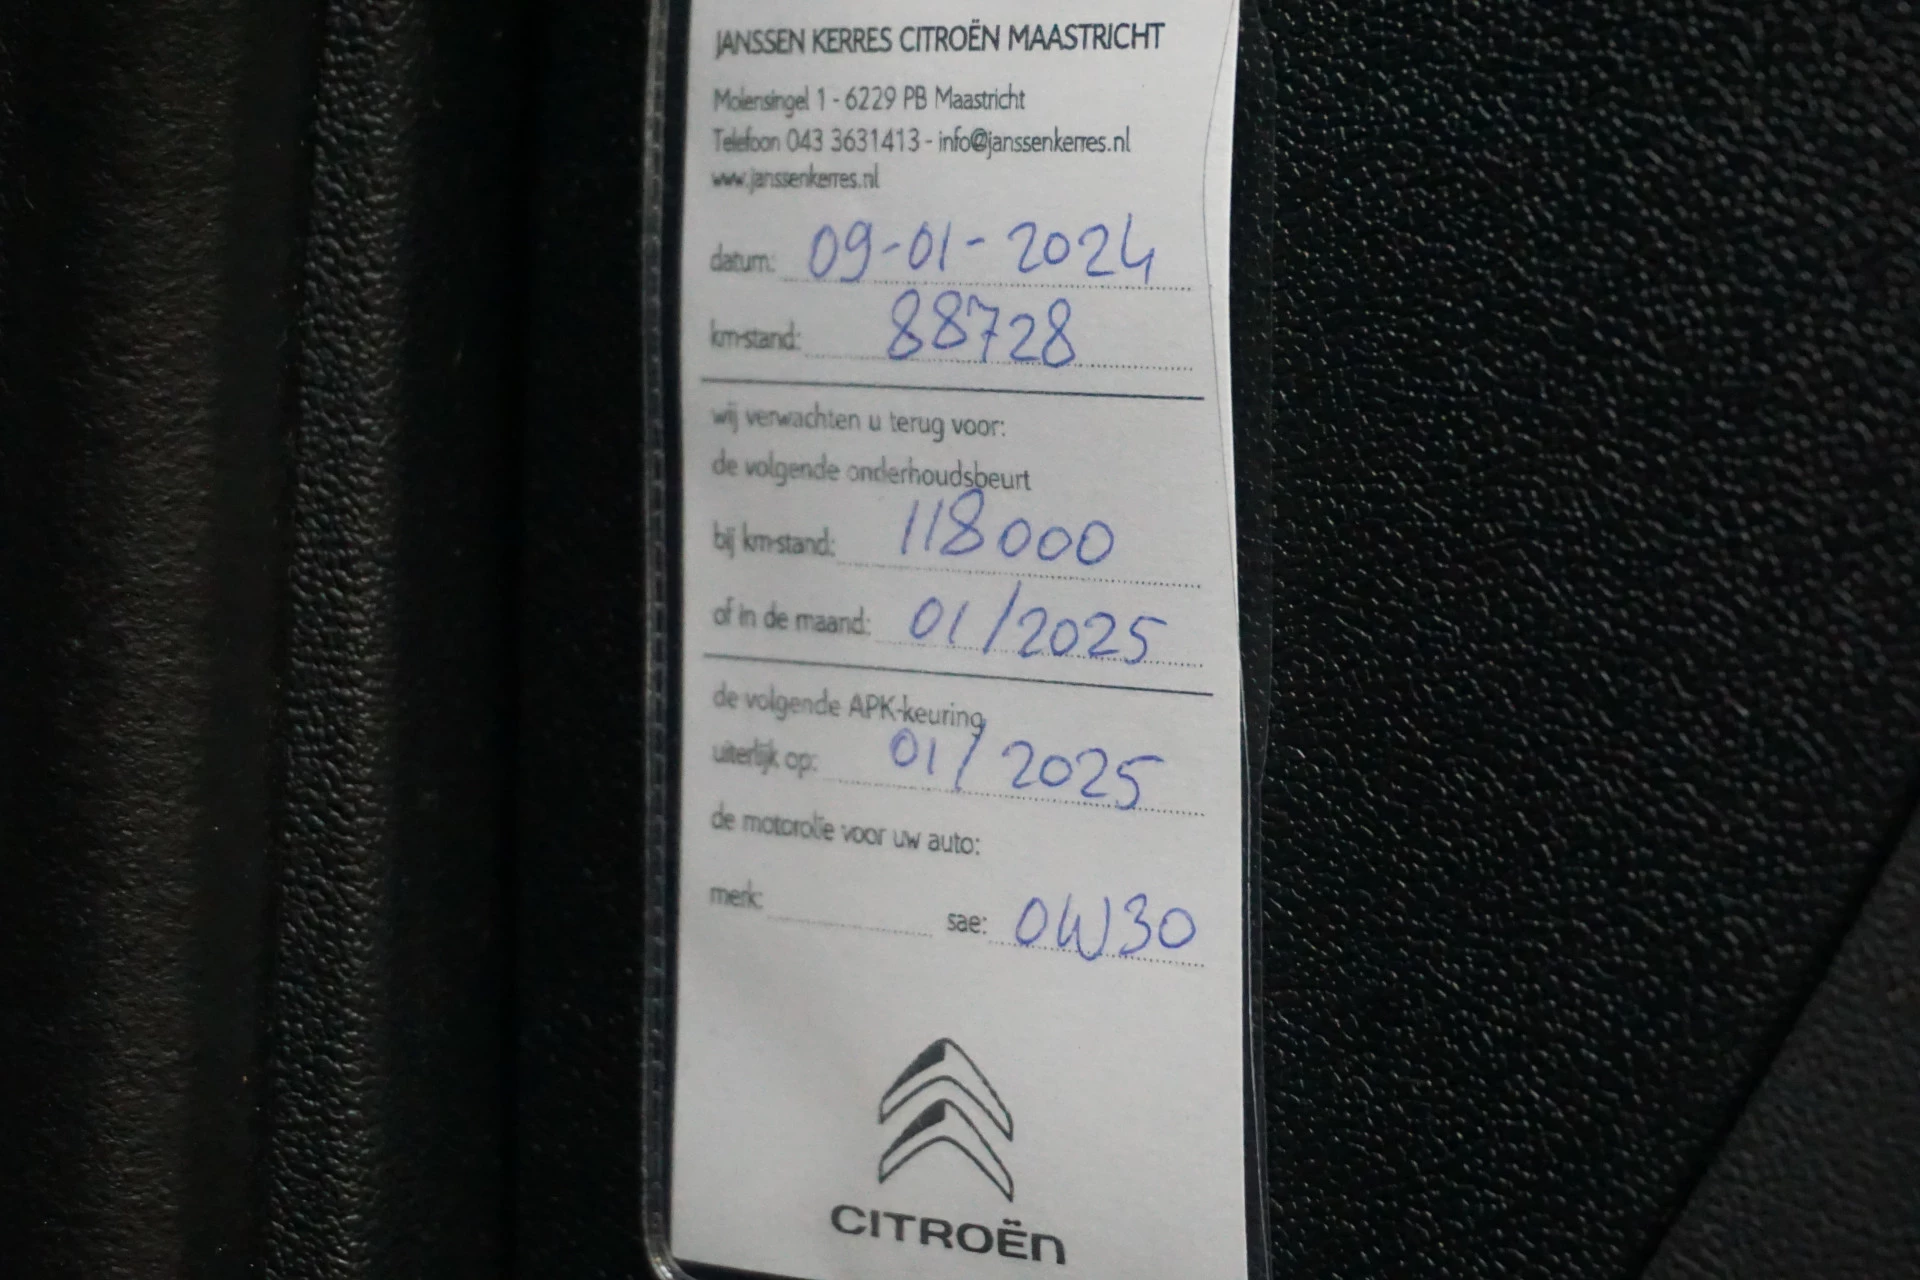 JANSSEN KERRES CITROËN MAASTRICHT
Molensingel 1 - 6229 PB Maastricht
Telefoon 043 3631413 - info@janssenkerres.nl
www.janssenkerres.nl
datum: 09-01-2024
km-stand: 88728
wij verwachten u terug voor:
de volgende onderhoudsbeurt
bij km-stand: 118000
of in de maand: 01/2025
de volgende APK-keuring
uiterlijk op: 01/2025
de motorolie voor uw auto:
merk: sae: 0W30
CITROËN